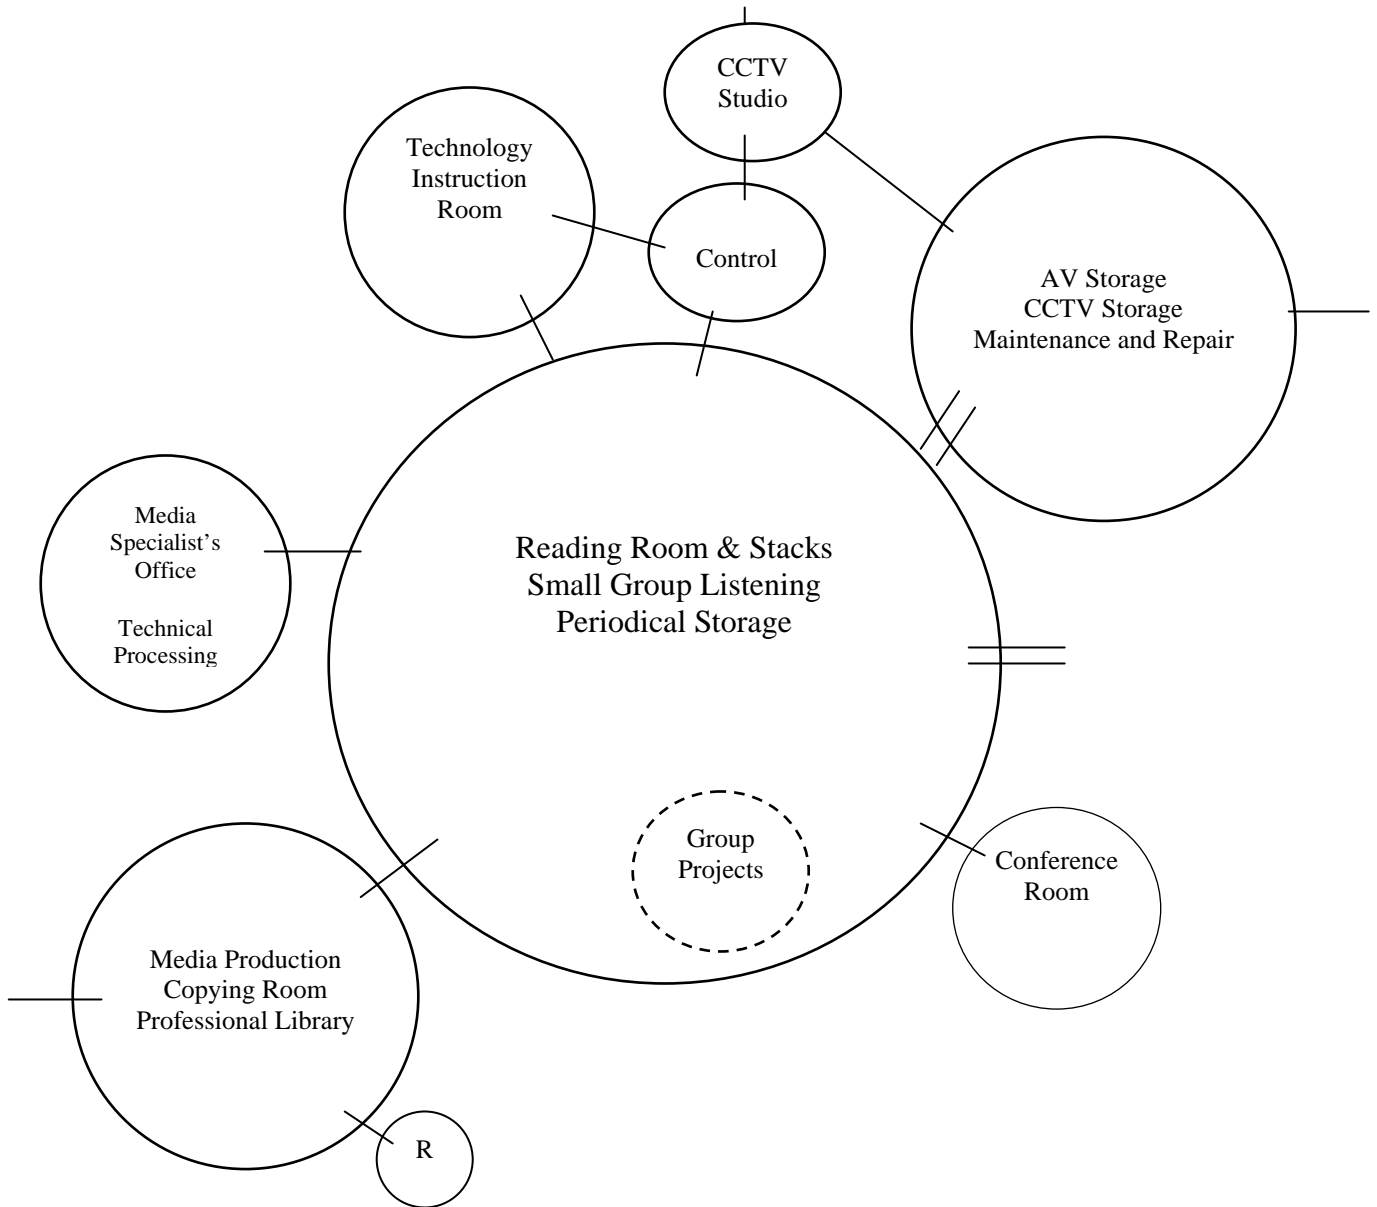 CCTV
Studio
Technology
Instruction
Room
Control
AV Storage
CCTV Storage
Maintenance and Repair
Media
Specialist’s
Office
Technical
Processing
Reading Room & Stacks
Small Group Listening
Periodical Storage
Group
Projects
Conference
Room
Media Production
Copying Room
Professional Library
R